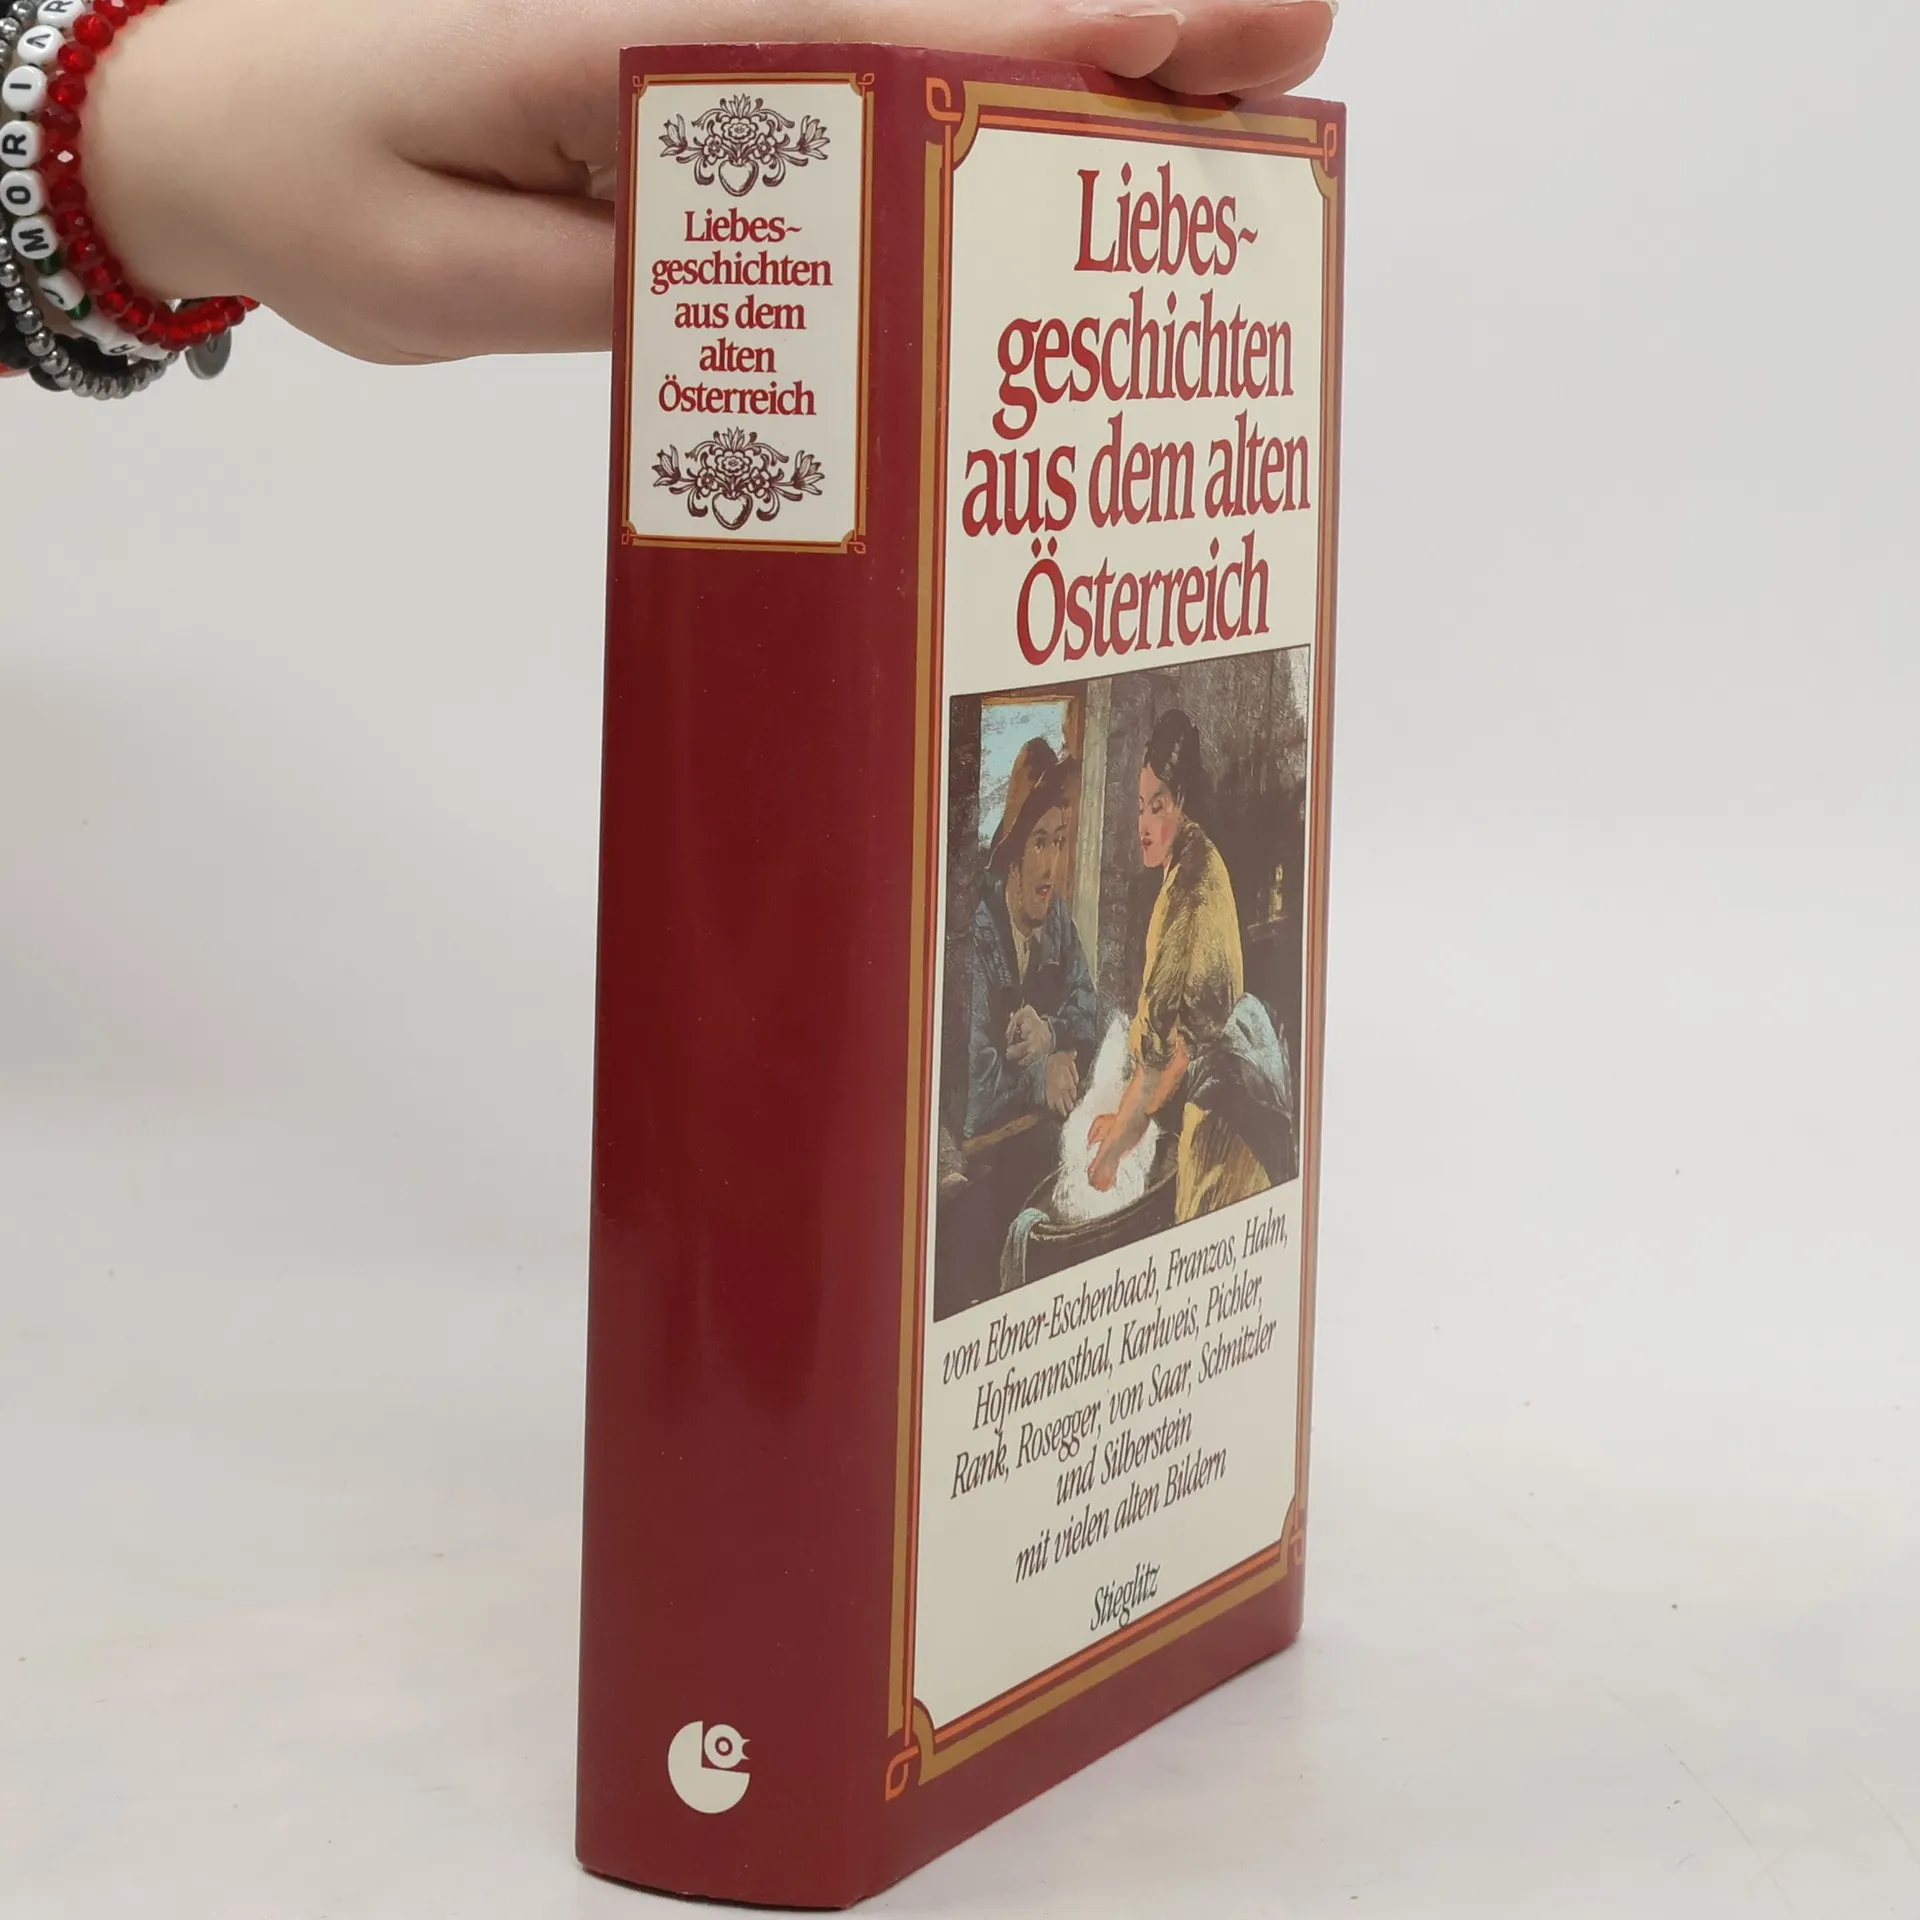 MORIAR
Liebes~
geschichten
aus dem
alten
Österreich
Liebes~
geschichten
aus dem alten
Österreich
von Ebner-Eschenbach, Franzos, Halm,
Hofmannsthal, Karlweis, Pichler,
Rank, Rosegger, von Saar, Schnitzler
und Silberstein
mit vielen alten Bildern
Stieglitz